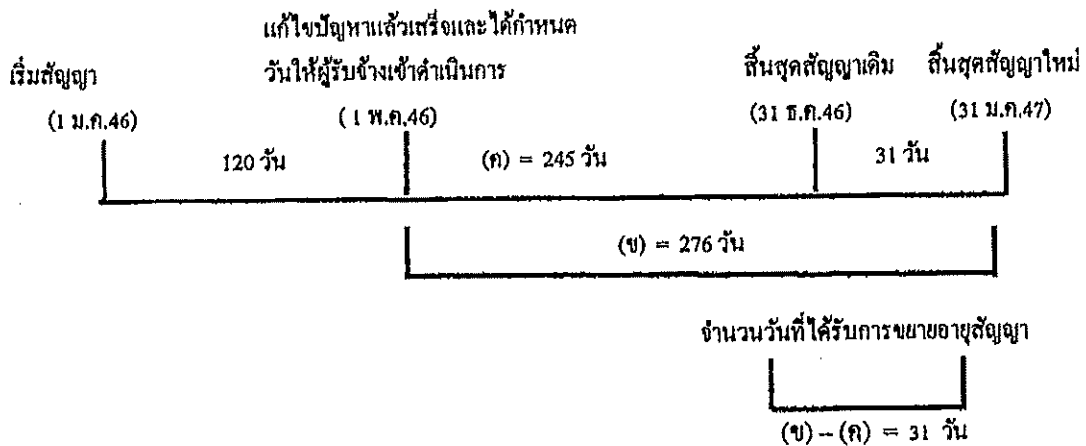 แก้ไขปัญหาแล้วเสร็จและได้กำหนด
วันให้ผู้รับจ้างเข้าดำเนินการ
เริ่มสัญญา
สิ้นสุดสัญญาเดิม
สิ้นสุดสัญญาใหม่
(1 ม.ค.46)
(1 พ.ค.46)
(31 ธ.ค.46)
(31 ม.ค.47)
120 วัน
(ค) = 245 วัน
31 วัน
(ข) = 276 วัน
จำนวนวันที่ได้รับการขยายอายุสัญญา
(ข) – (ค) = 31 วัน